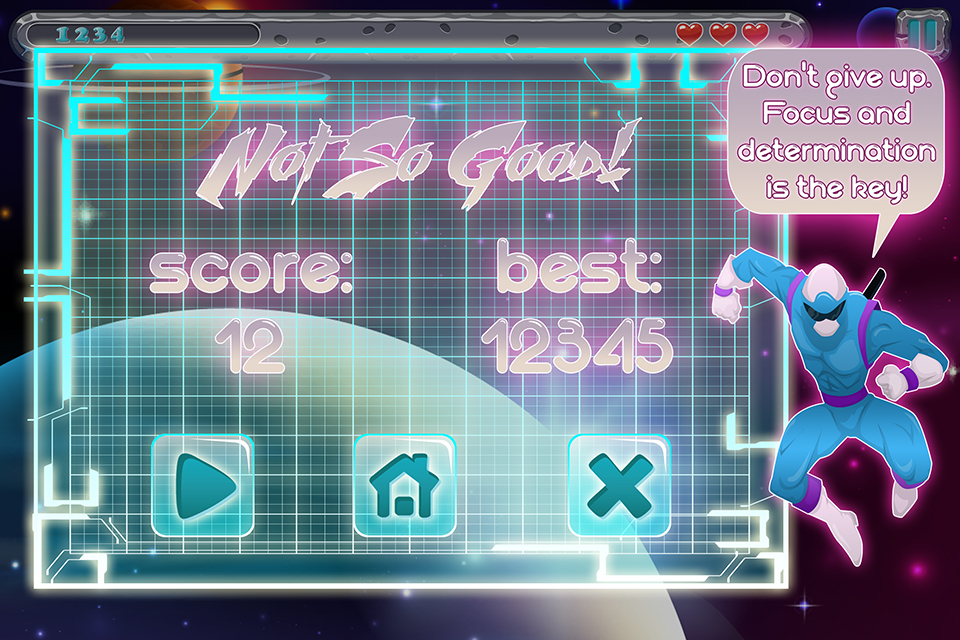 1234
Don't give up.
Focus and
determination
is the key!
Not So Good!
score:
best:
12
12345